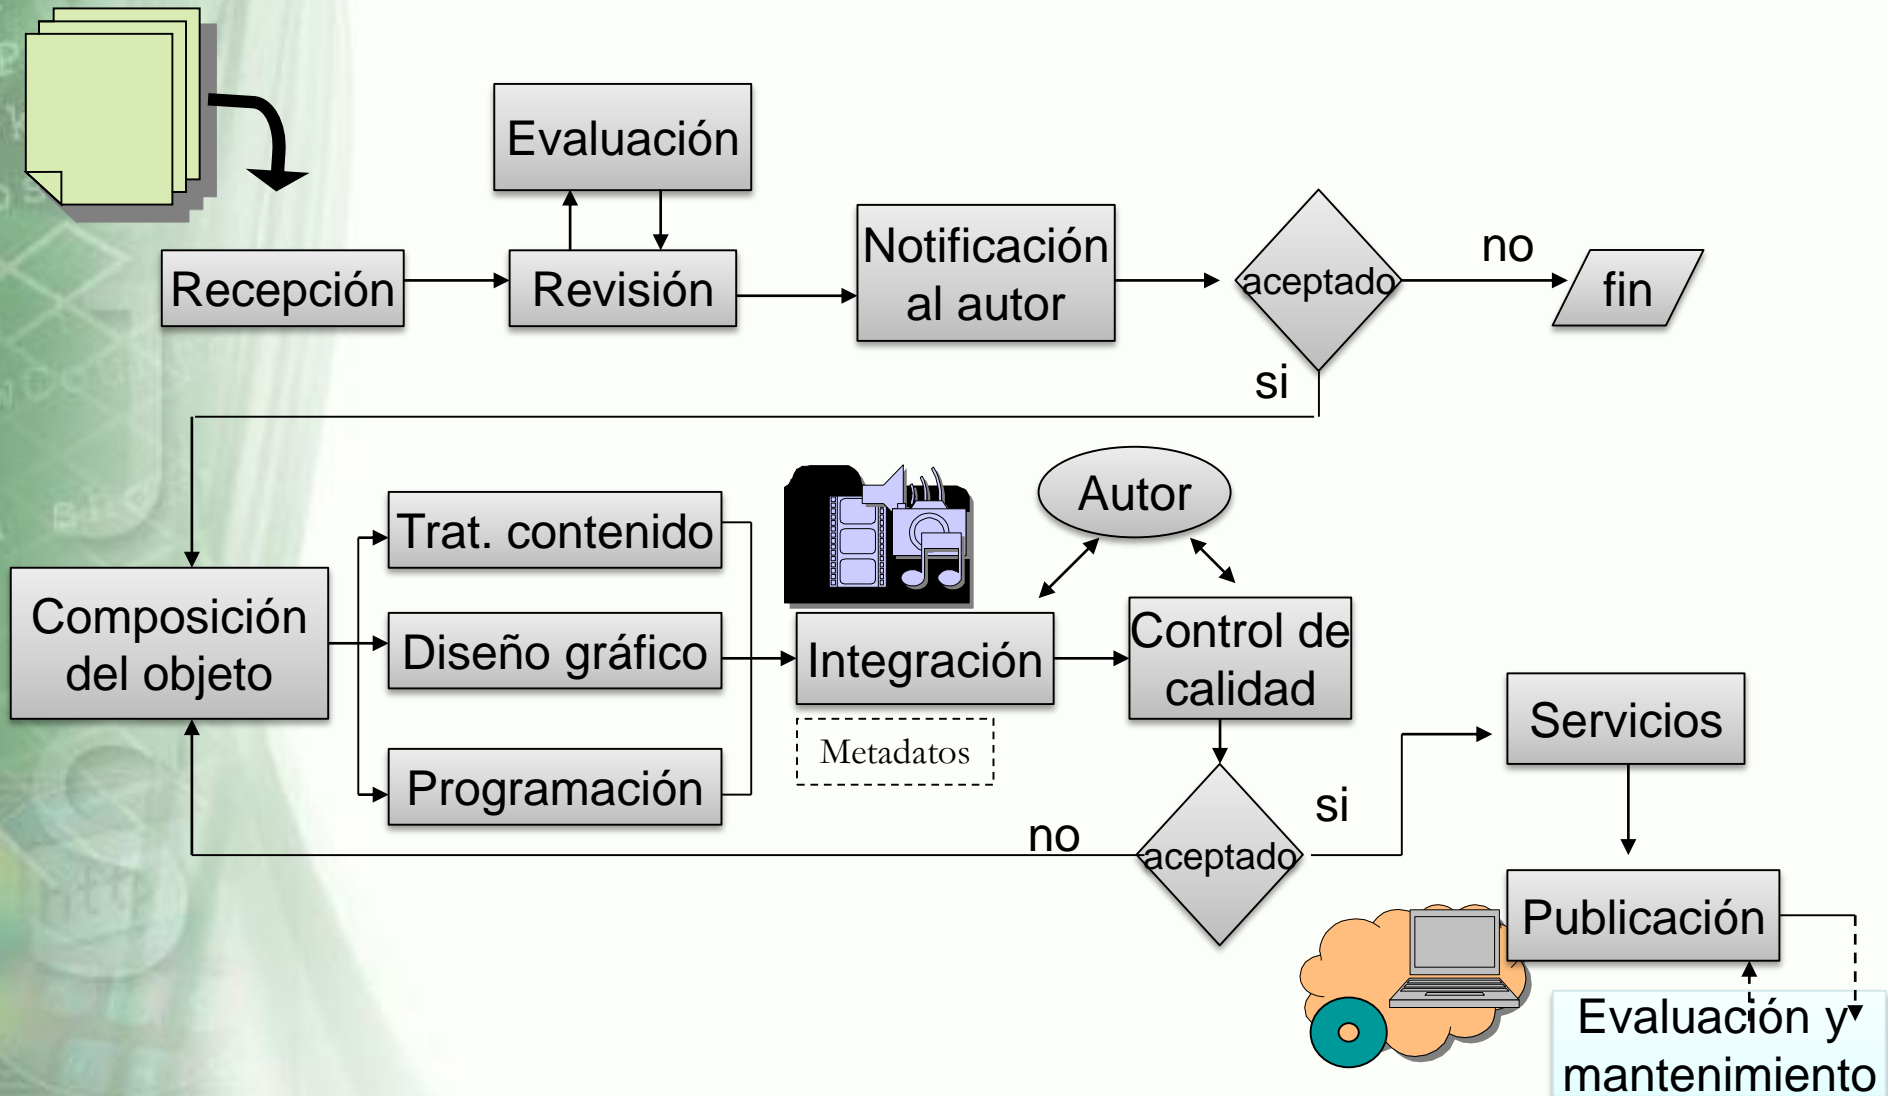 Evaluación
Recepción
Revisión
Notificación
al autor
aceptado
no
fin
si
Autor
Trat. contenido
Composición
del objeto
Diseño gráfico
Integración
Control de
calidad
Metadatos
Servicios
Programación
si
no
aceptado
Publicación
Evaluación y
mantenimiento